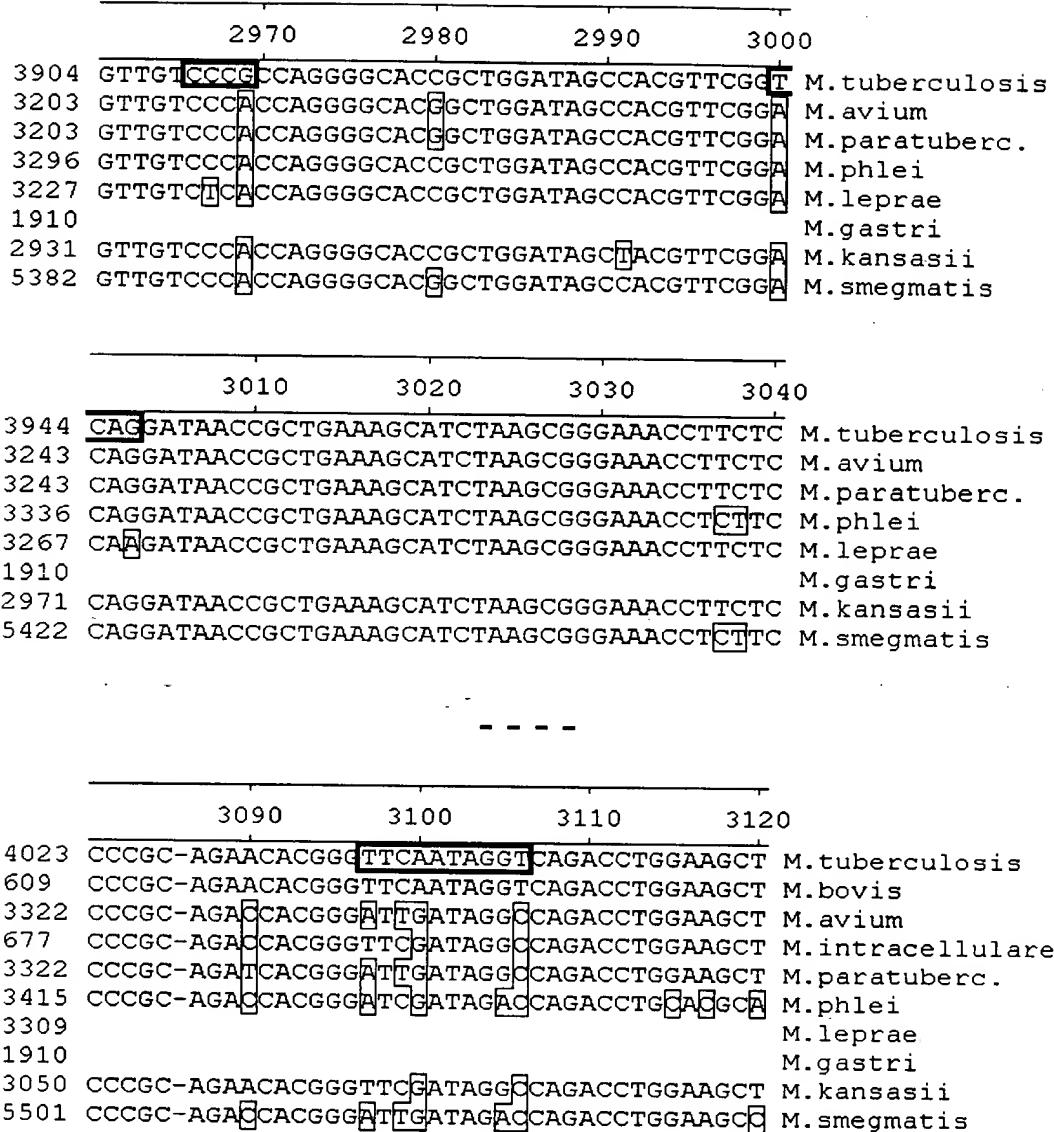 2970 2980 2990 3000
3904 GTTGTCCCGCCAGGGGCACCGCTGGATAGCCACGTTCGGT M.tuberculosis
3203 GTTGTCCCACCAGGGGCACGGCTGGATAGCCACGTTCGGA M.avium
3203 GTTGTCCCACCAGGGGCACGGCTGGATAGCCACGTTCGGA M.paratuberc.
3296 GTTGTCCCACCAGGGGCACCGCTGGATAGCCACGTTCGGA M.phlei
3227 GTTGTCTCACCAGGGGCACCGCTGGATAGCCACGTTCGGA M.leprae
1910 M.gastri
2931 GTTGTCCCACCAGGGGCACCGCTGGATAGCTACGTTCGGA M.kansasii
5382 GTTGTCCCACCAGGGGCACGGCTGGATAGCCACGTTCGGA M.smegmatis
3010 3020 3030 3040
3944 CAGGATAACCGCTGAAAGCATCTAAGCGGGAAACCTTCTC M.tuberculosis
3243 CAGGATAACCGCTGAAAGCATCTAAGCGGGAAACCTTCTC M.avium
3243 CAGGATAACCGCTGAAAGCATCTAAGCGGGAAACCTTCTC M.paratuberc.
3336 CAGGATAACCGCTGAAAGCATCTAAGCGGGAAACCTCTTC M.phlei
3267 CAAGATAACCGCTGAAAGCATCTAAGCGGGAAACCTTCTC M.leprae
1910 M.gastri
2971 CAGGATAACCGCTGAAAGCATCTAAGCGGGAAACCTTCTC M.kansasii
5422 CAGGATAACCGCTGAAAGCATCTAAGCGGGAAACCTCTTC M.smegmatis
- - - -
3090 3100 3110 3120
4023 CCCGC-AGAACACGGGTTCAATAGGTCAGACCTGGAAGCT M.tuberculosis
609 CCCGC-AGAACACGGGTTCAATAGGTCAGACCTGGAAGCT M.bovis
3322 CCCGC-AGACCACGGGATTGATAGGCCAGACCTGGAAGCT M.avium
677 CCCGC-AGACCACGGGTTCGATAGGCCAGACCTGGAAGCT M.intracellulare
3322 CCCGC-AGATCACGGGATTGATAGGCCAGACCTGGAAGCT M.paratuberc.
3415 CCCGC-AGACCACGGGATCGATAGACCAGACCTGCACGCA M.phlei
3309 M.leprae
1910 M.gastri
3050 CCCGC-AGAACACGGGTTCGATAGGCCAGACCTGGAAGCT M.kansasii
5501 CCCGC-AGACCACGGGATTGATAGACCAGACCTGGAAGCC M.smegmatis